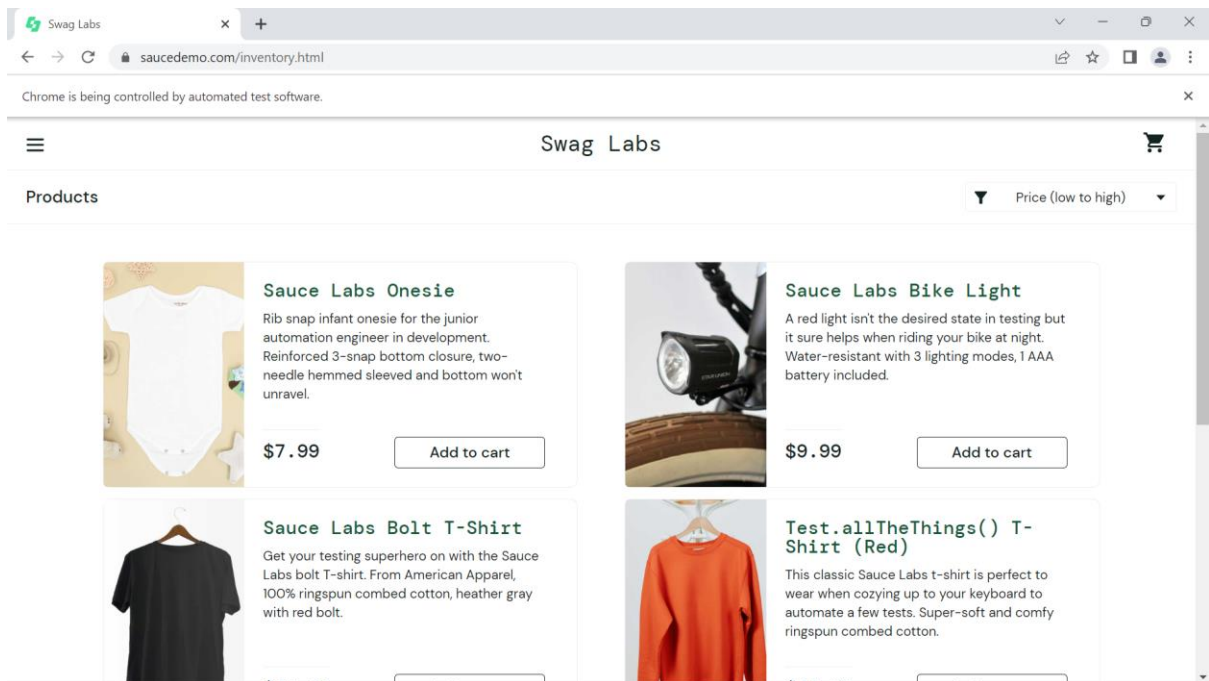 Swag Labs
saucedemo.com/inventory.html
Chrome is being controlled by automated test software.
Swag Labs
Products
Price (low to high)
Sauce Labs Onesie
Rib snap infant onesie for the junior
automation engineer in development.
Reinforced 3-snap bottom closure, two-
needle hemmed sleeved and bottom won't
unravel.
$7.99
Add to cart
Sauce Labs Bike Light
A red light isn't the desired state in testing but
it sure helps when riding your bike at night.
Water-resistant with 3 lighting modes, 1 AAA
battery included.
$9.99
Add to cart
Sauce Labs Bolt T-Shirt
Get your testing superhero on with the Sauce
Labs bolt T-shirt. From American Apparel,
100% ringspun combed cotton, heather gray
with red bolt.
Test.allTheThings() T-
Shirt (Red)
This classic Sauce Labs t-shirt is perfect to
wear when cozying up to your keyboard to
automate a few tests. Super-soft and comfy
ringspun combed cotton.